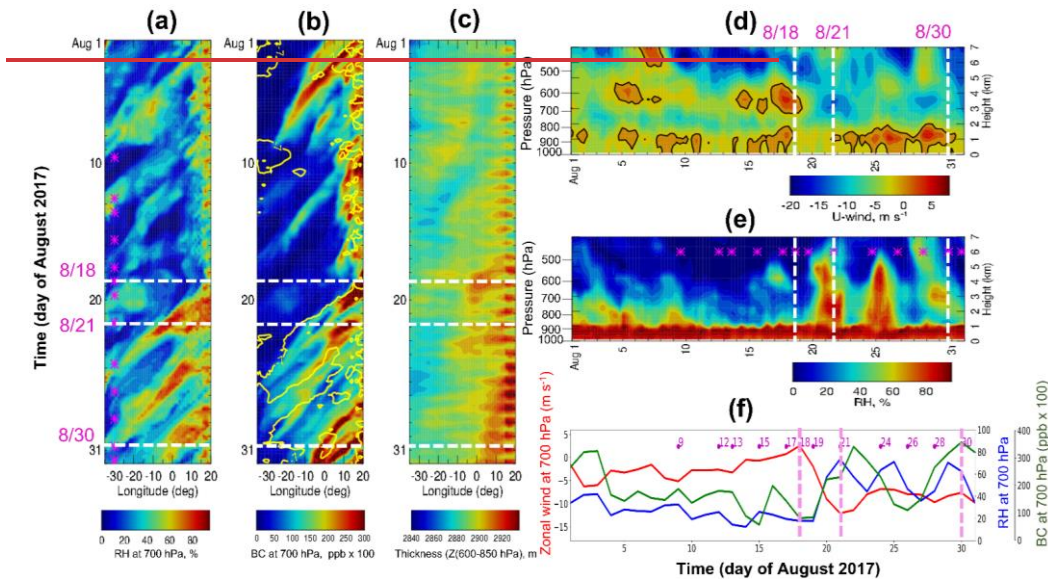 (a)
(b)
(c)
Aug 1
Aug 1
Aug 1
10
10
10
20
20
20
31
31
31
8/18
8/21
8/30
Time (day of August 2017)
-30 -20 -10 0 10 20
-30 -20 -10 0 10 20
-30 -20 -10 0 10 20
Longitude (deg)
Longitude (deg)
Longitude (deg)
0 20 40 60 80
RH at 700 hPa, %
0 50 100 150 200 250 300
BC at 700 hPa, ppb x 100
2840 2860 2880 2900 2920
Thickness (Z(600-850 hPa), m
(d)
8/18
8/21
8/30
Pressure (hPa)
500
600
700
800
900
1000
7
6
5
4
3
2
1
0
Height (km)
Aug 1
5
10
15
20
25
31
-20 -15 -10 -5 0 5
U-wind, m s⁻¹
(e)
Pressure (hPa)
500
600
700
800
900
1000
7
6
5
4
3
2
1
0
Height (km)
Aug 1
5
10
15
20
25
31
0 20 40 60 80
RH, %
(f)
Zonal wind at 700 hPa (m s⁻¹)
5
0
-5
-10
-15
9 12 13 15 17 18 19 21 24 26 28 30
100
80
60
40
20
0
RH at 700 hPa
400
300
200
100
0
BC at 700 hPa (ppb x 100)
5 10 15 20 25 30
Time (day of August 2017)